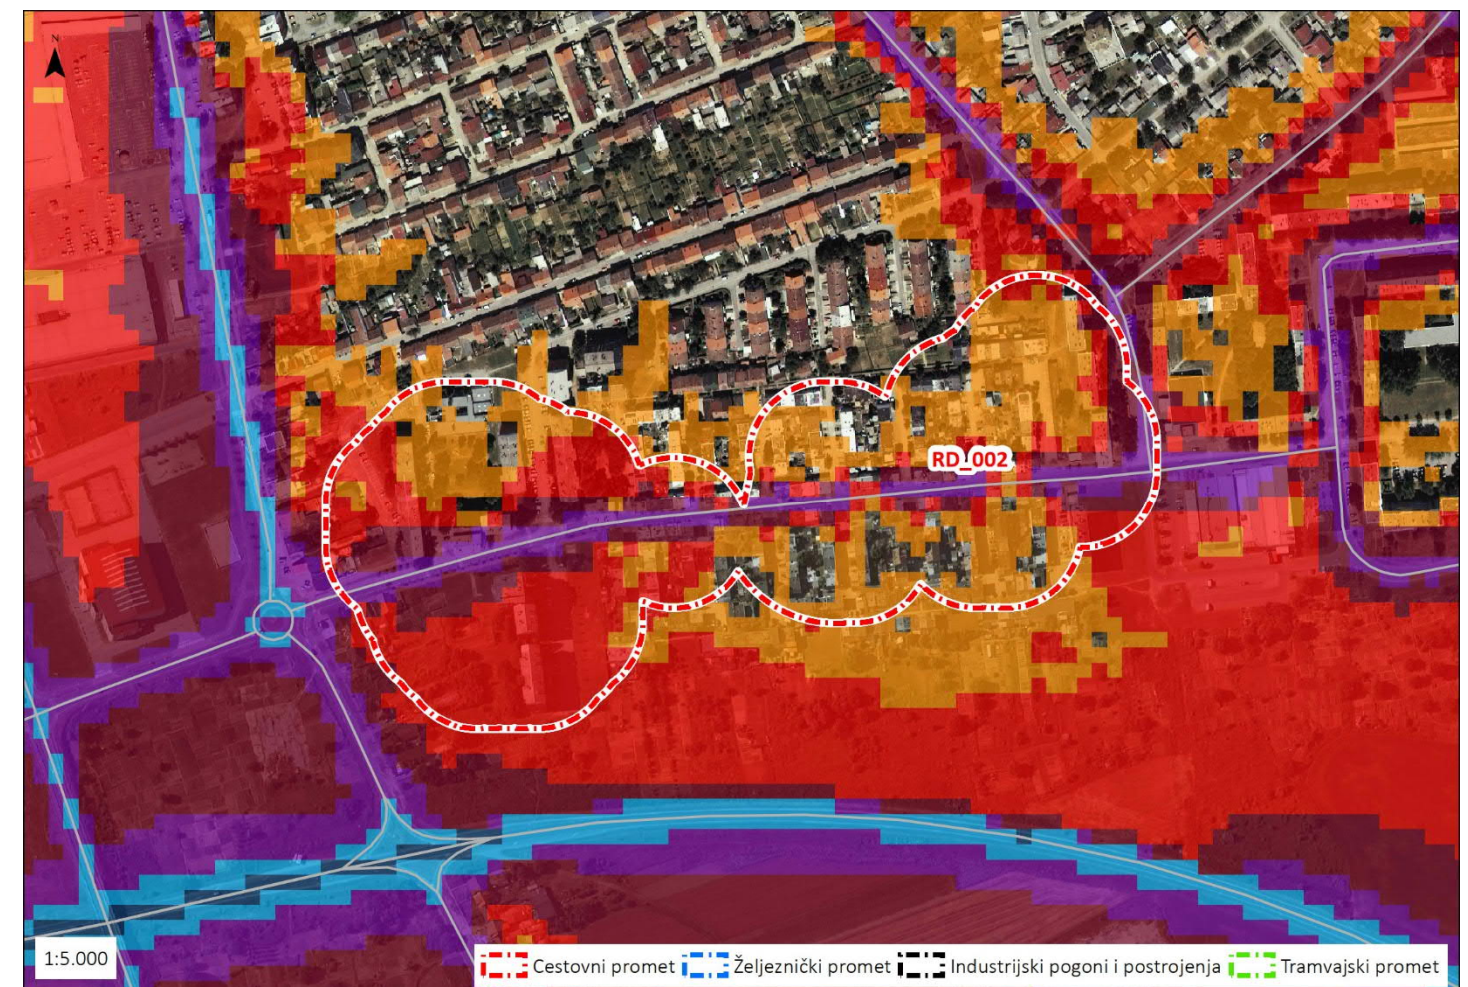 N
RD_002
1:5.000
Cestovni promet Željeznički promet Industrijski pogoni i postrojenja Tramvajski promet